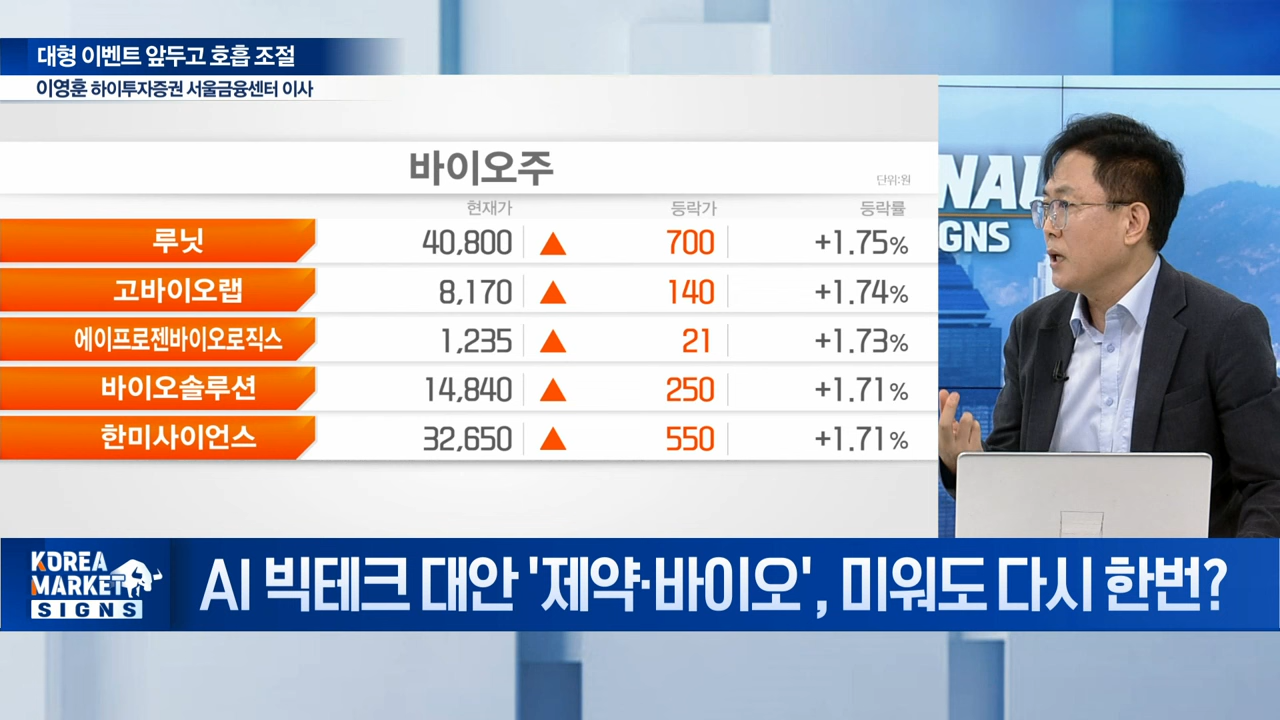 대형 이벤트 앞두고 호흡 조절
이영훈 하이투자증권 서울금융센터 이사
바이오주
단위:원
현재가 등락가 등락률
루닛 40,800 ▲ 700 +1.75%
고바이오랩 8,170 ▲ 140 +1.74%
에이프로젠바이오로직스 1,235 ▲ 21 +1.73%
바이오솔루션 14,840 ▲ 250 +1.71%
한미사이언스 32,650 ▲ 550 +1.71%
NAL
GNS
KOREA
MARKET
SIGNS
AI 빅테크 대안 '제약·바이오', 미워도 다시 한번?